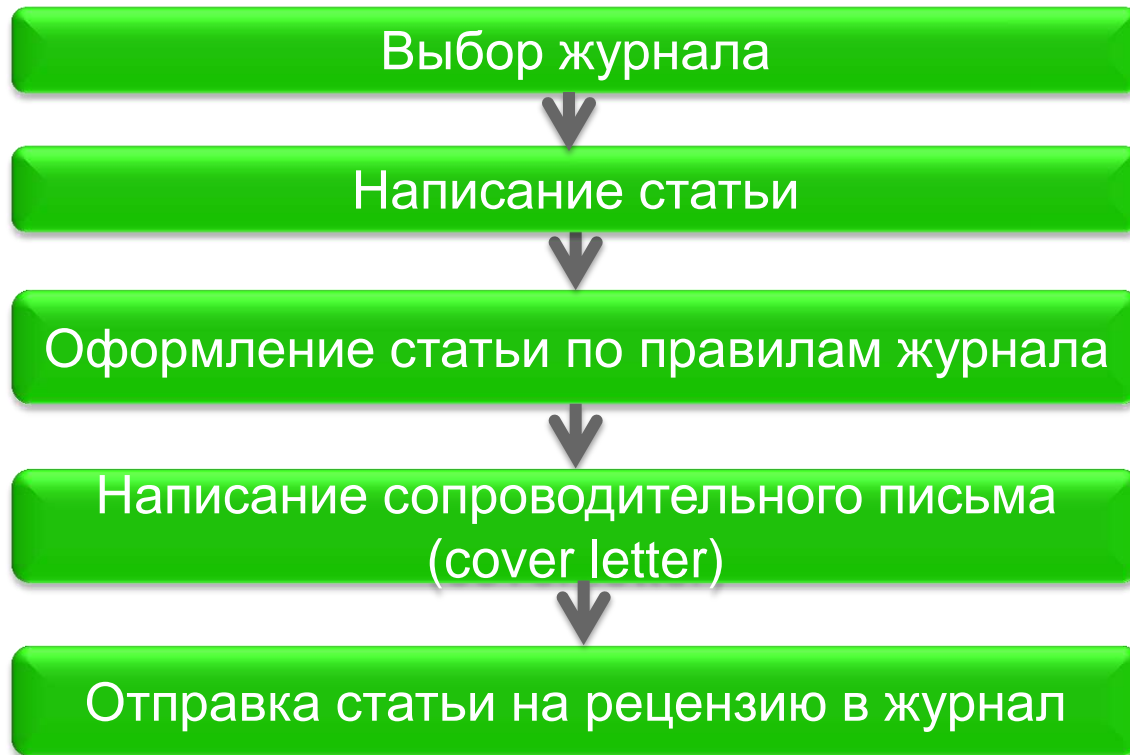 Выбор журнала
Написание статьи
Оформление статьи по правилам журнала
Написание сопроводительного письма
(cover letter)
Отправка статьи на рецензию в журнал